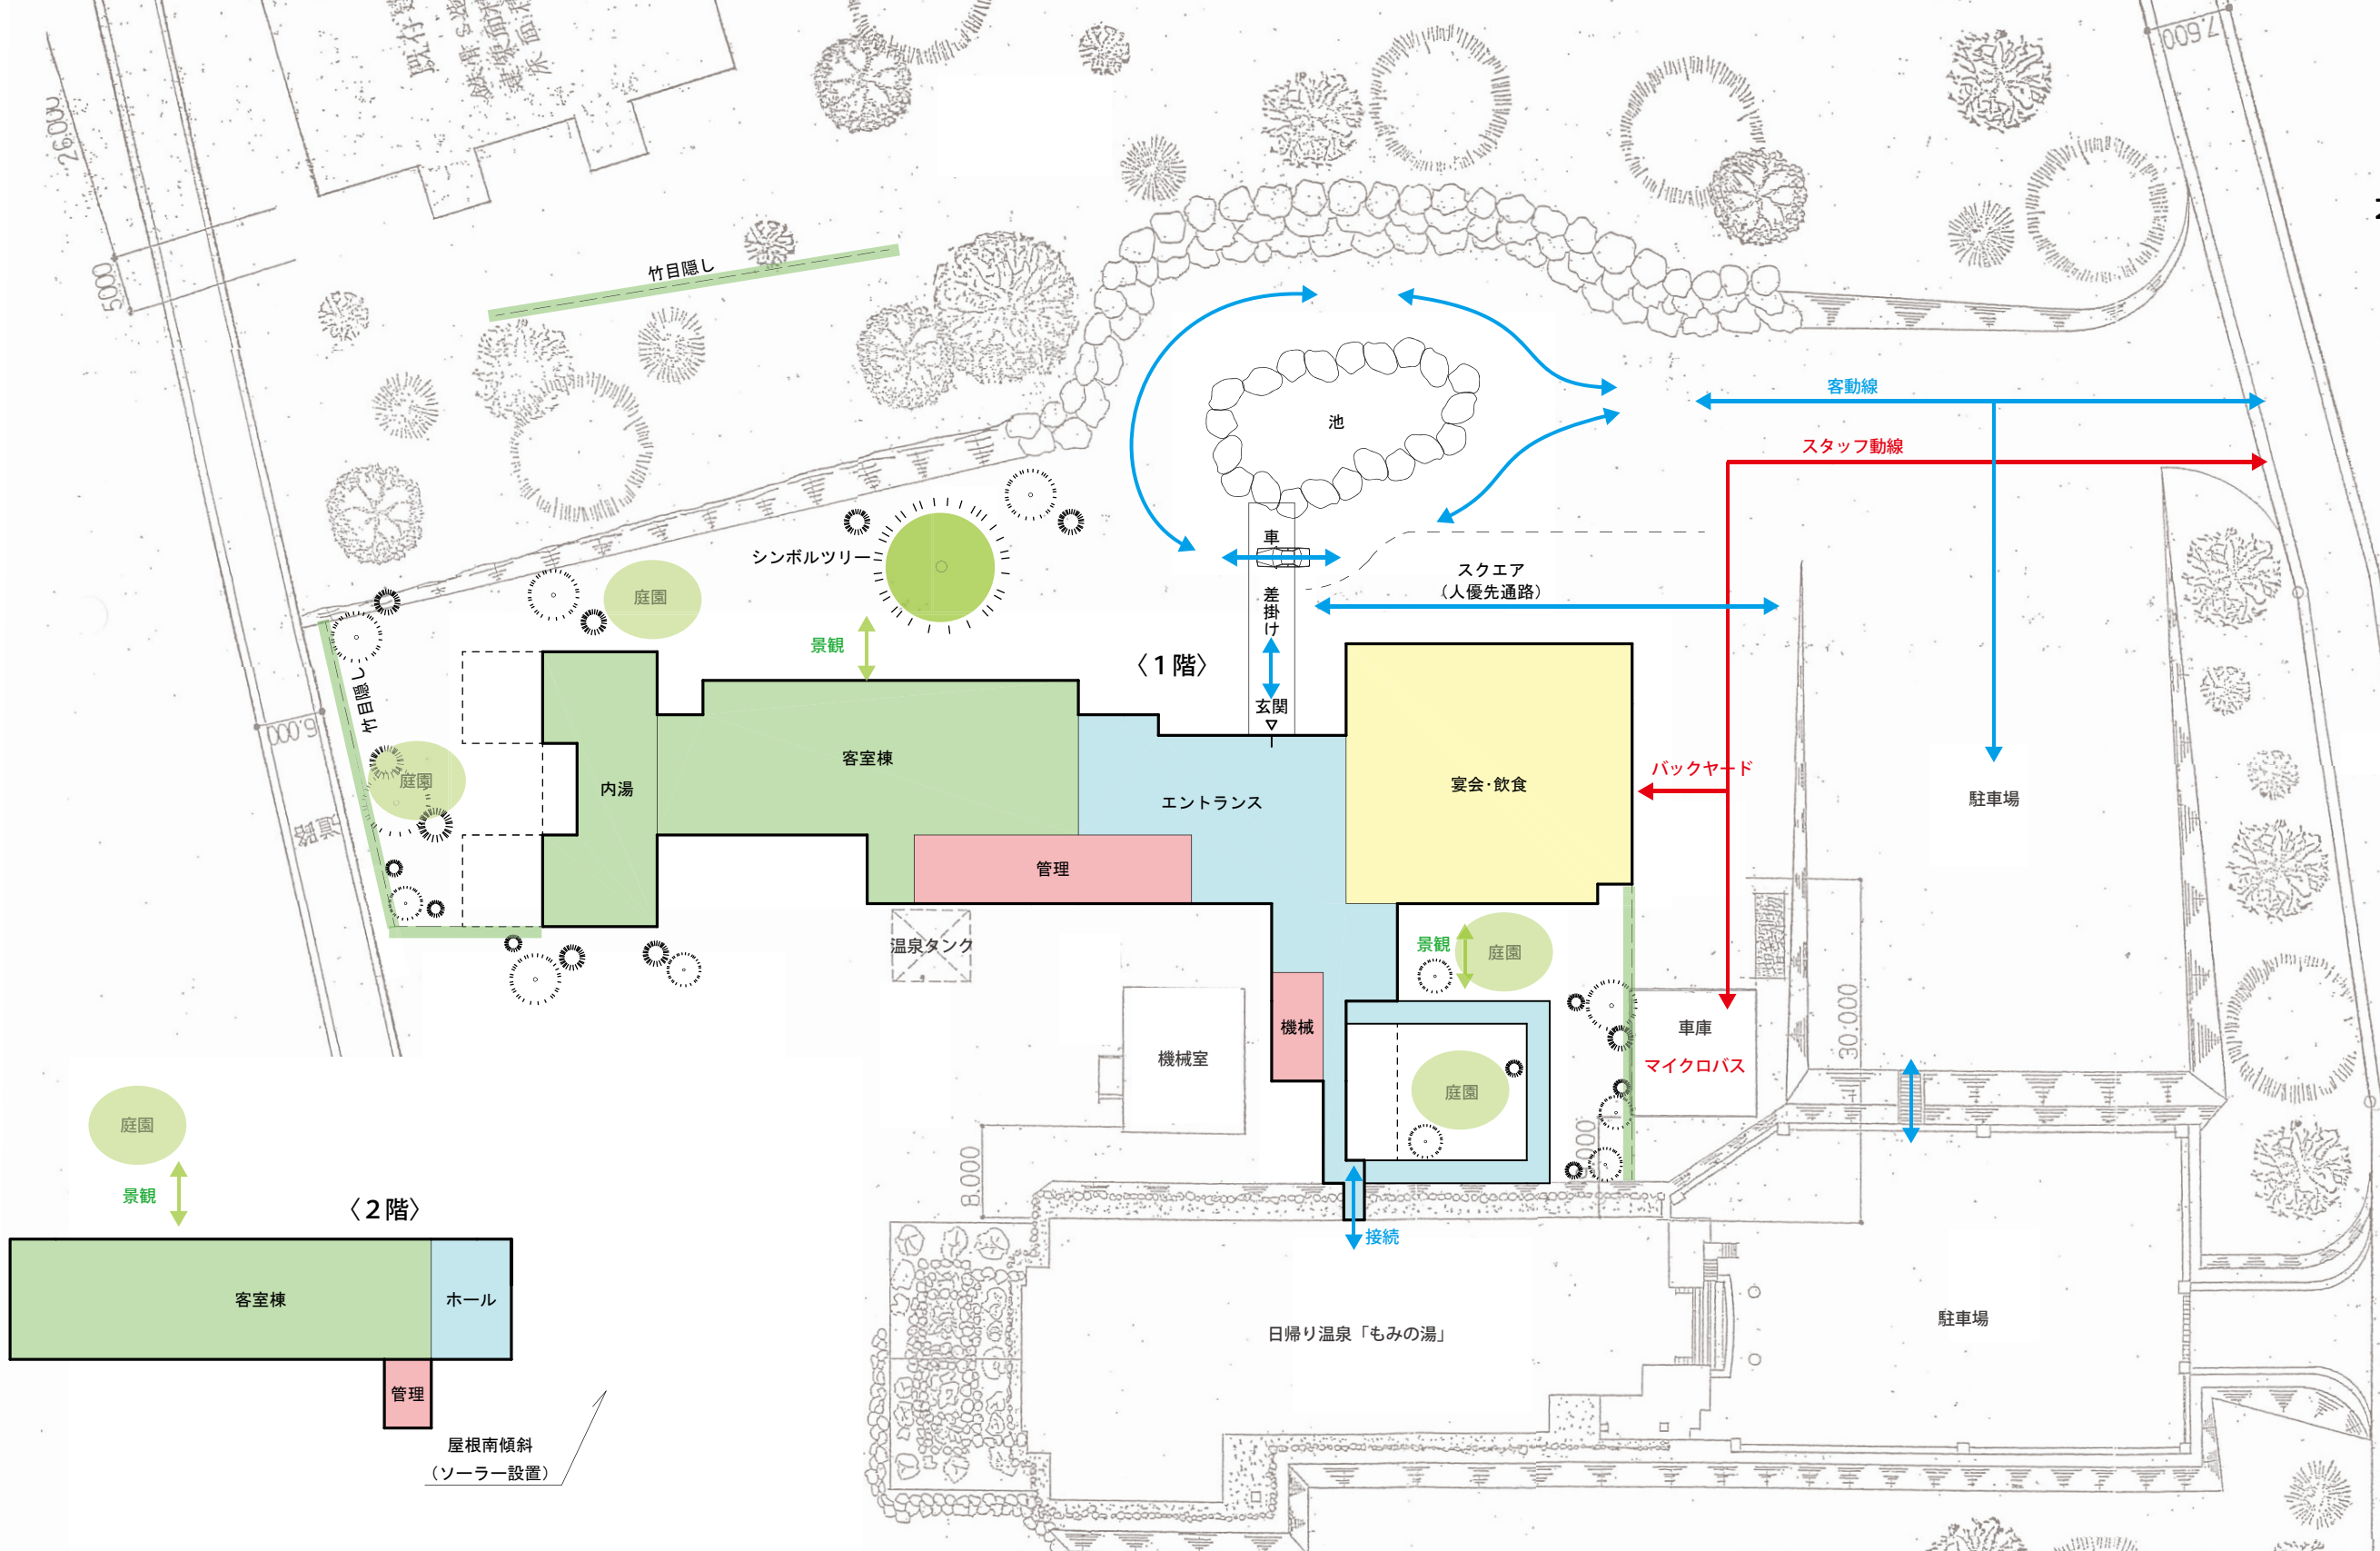 26.000
5000
7.600
竹目隠し
池
客動線
スタッフ動線
シンボルツリー
車
差掛け
スクエア
（人優先通路）
庭園
景観
〈１階〉
玄関
竹目隠し
6.000
道路
庭園
内湯
客室棟
エントランス
宴会･飲食
バックヤード
駐車場
管理
温泉タンク
景観
庭園
機械
機械室
車庫
マイクロバス
30.000
庭園
8.000
接続
庭園
景観
〈２階〉
客室棟
ホール
管理
屋根南傾斜
（ソーラー設置）
日帰り温泉「もみの湯」
駐車場